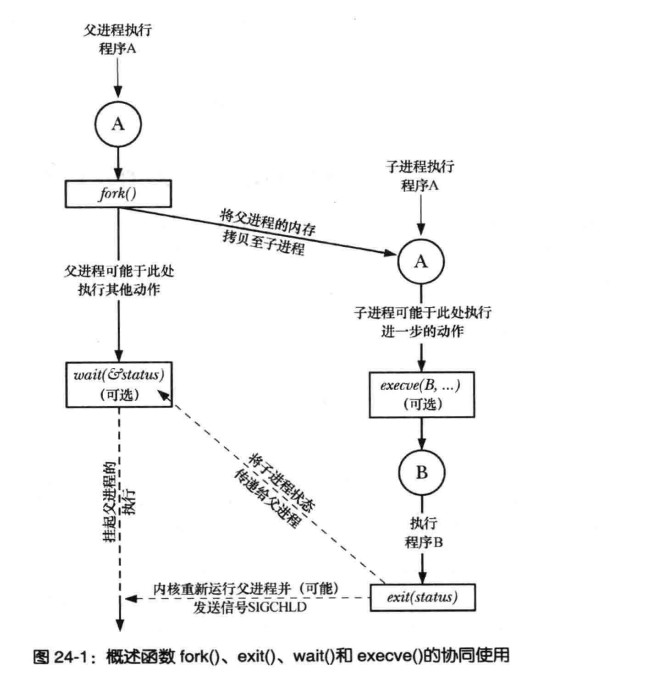 父进程执行
程序A
A
fork()
子进程执行
程序A
将父进程的内存
拷贝至子进程
A
父进程可能于此处
执行其他动作
子进程可能于此处执行
进一步的动作
wait(&status)
(可选)
execve(B, ...)
(可选)
B
将子进程状态
传递给父进程
挂起父进程的
执行
执行
程序B
内核重新运行父进程并（可能）
发送信号SIGCHLD
exit(status)
图 24-1：概述函数 fork()、exit()、wait()和 execve()的协同使用